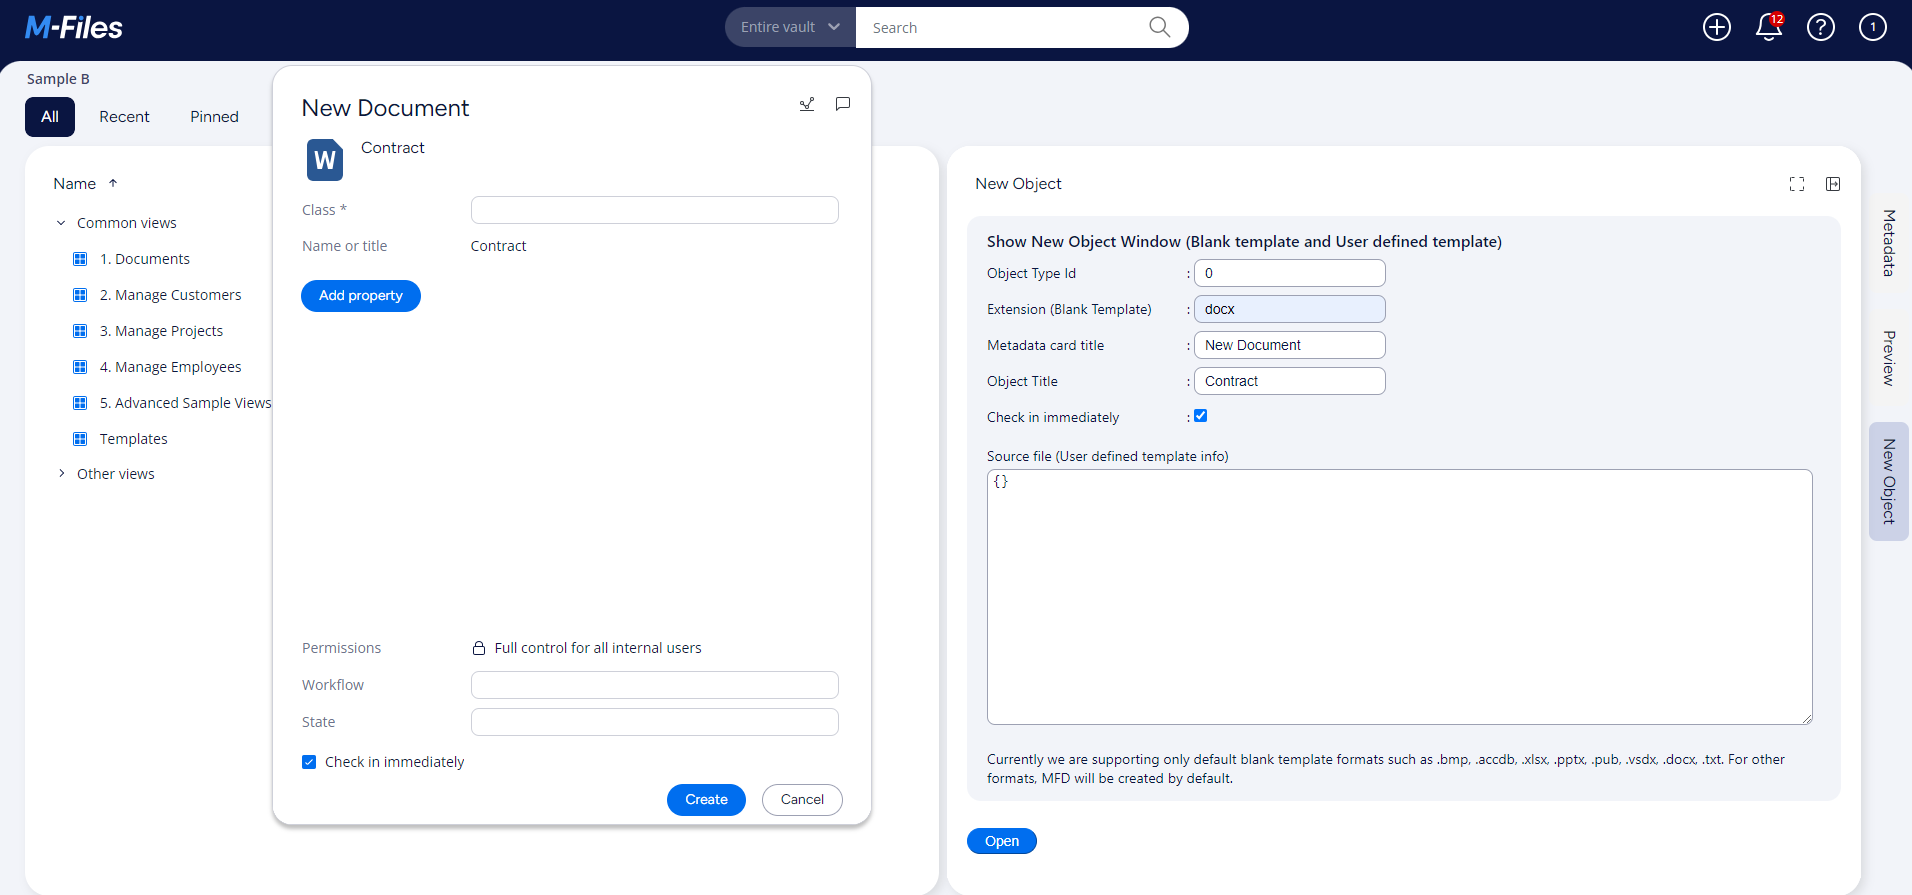 M-Files
Entire vault
Search
12
?
1
Sample B
All
Recent
Pinned
Name
Common views
1. Documents
2. Manage Customers
3. Manage Projects
4. Manage Employees
5. Advanced Sample Views
Templates
Other views
New Document
W
Contract
Class *
Name or title
Contract
Add property
Permissions
Full control for all internal users
Workflow
State
Check in immediately
Create
Cancel
New Object
Show New Object Window (Blank template and User defined template)
Object Type Id : 0
Extension (Blank Template) : docx
Metadata card title : New Document
Object Title : Contract
Check in immediately :
Source file (User defined template info)
{}
Currently we are supporting only default blank template formats such as .bmp, .accdb, .xlsx, .pptx, .pub, .vsdx, .docx, .txt. For other
formats, MFD will be created by default.
Open
Metadata
Preview
New Object